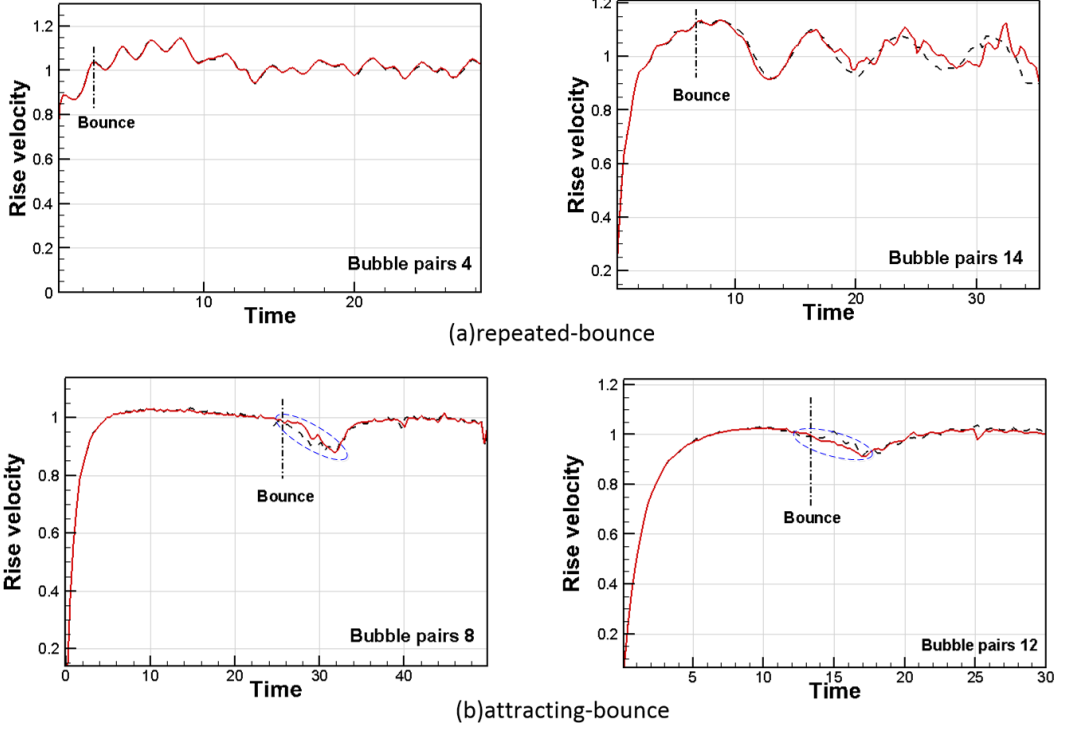 1.2
1
0.8
0.6
0.4
0.2
0
Rise velocity
Bounce
Bubble pairs 4
10
20
Time
1.2
1
0.8
0.6
0.4
0.2
Rise velocity
Bounce
Bubble pairs 14
10
20
30
Time
(a)repeated-bounce
1
0.8
0.6
0.4
0.2
Rise velocity
Bounce
Bubble pairs 8
0
10
20
30
40
Time
1.2
1
0.8
0.6
0.4
0.2
Rise velocity
Bounce
Bubble pairs 12
5
10
15
20
25
30
Time
(b)attracting-bounce